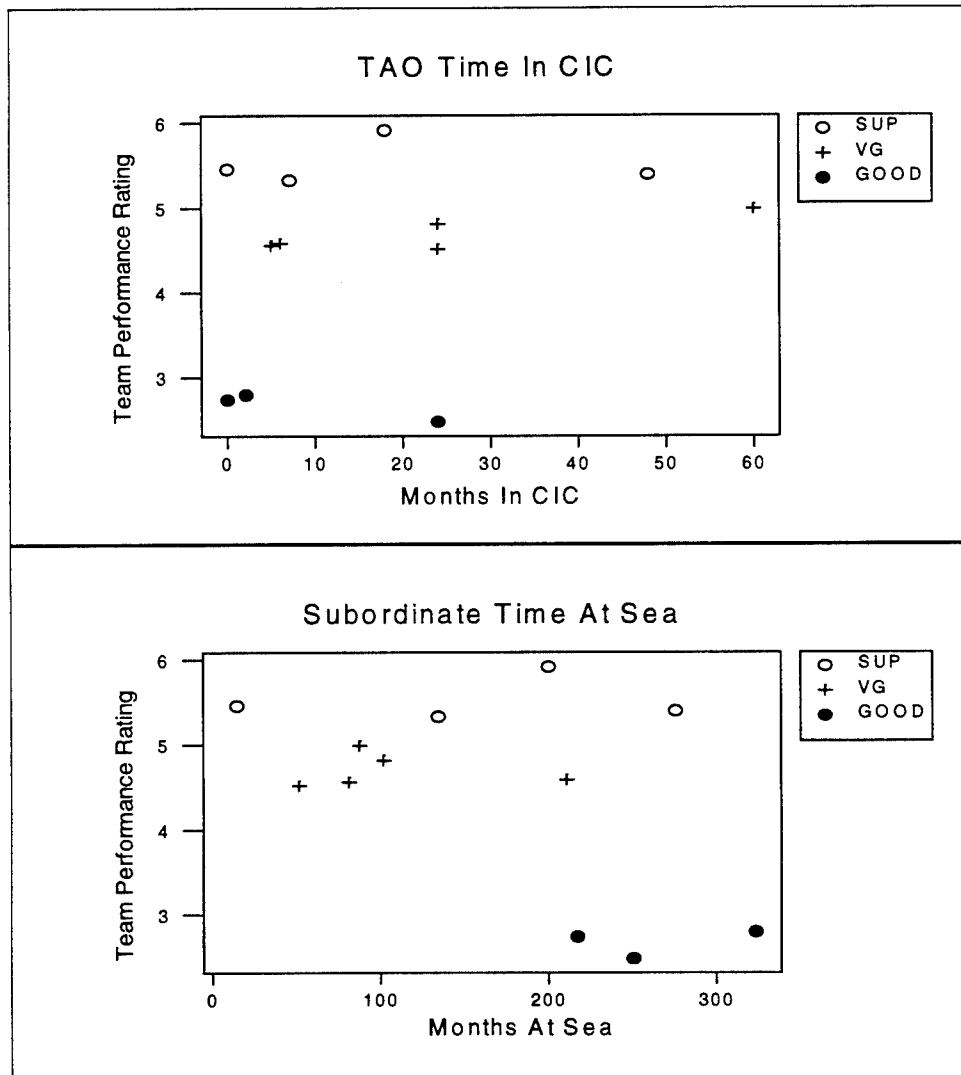 TAO Time In CIC
Team Performance Rating
6
5
4
3
0 10 20 30 40 50 60
Months In CIC
SUP
VG
GOOD
Subordinate Time At Sea
Team Performance Rating
6
5
4
3
0 100 200 300
Months At Sea
SUP
VG
GOOD